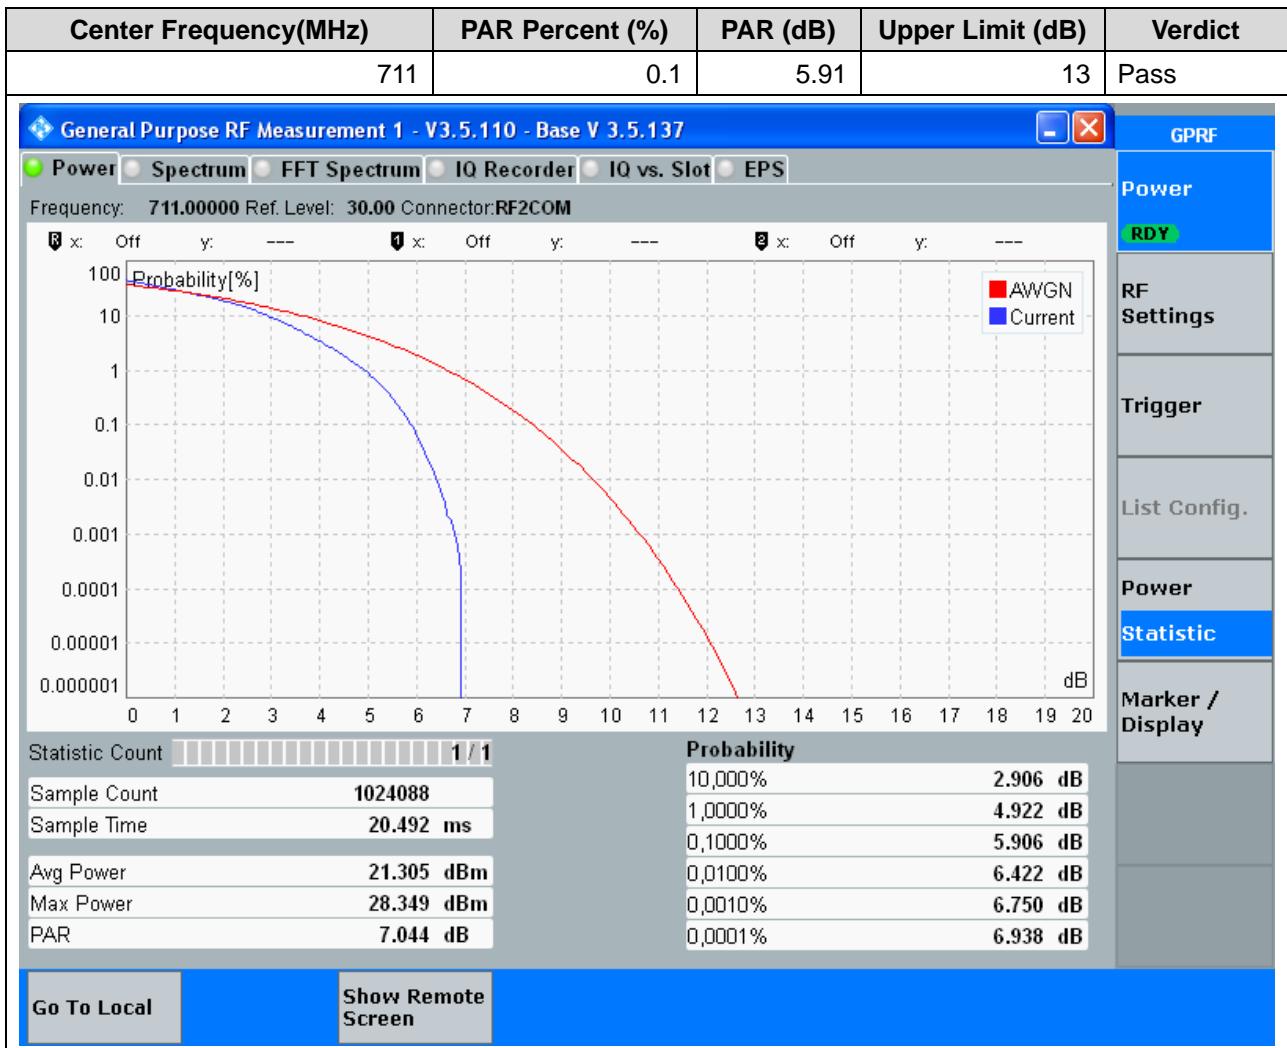 Center Frequency(MHz) PAR Percent (%) PAR (dB) Upper Limit (dB) Verdict
711 0.1 5.91 13 Pass
General Purpose RF Measurement 1 - V3.5.110 - Base V 3.5.137
GPRF
Power Spectrum FFT Spectrum IQ Recorder IQ vs. Slot EPS
Power
RDY
Frequency: 711.00000 Ref. Level: 30.00 Connector:RF2COM
R x: Off y: --- 1 x: Off y: --- 2 x: Off y: ---
Probability[%]
AWGN
Current
100
10
1
0.1
0.01
0.001
0.0001
0.00001
0.000001
dB
0 1 2 3 4 5 6 7 8 9 10 11 12 13 14 15 16 17 18 19 20
RF
Settings
Trigger
List Config.
Power
Statistic
Marker /
Display
Statistic Count 1 / 1
Sample Count 1024088
Sample Time 20.492 ms
Avg Power 21.305 dBm
Max Power 28.349 dBm
PAR 7.044 dB
Probability
10,000% 2.906 dB
1,0000% 4.922 dB
0,1000% 5.906 dB
0,0100% 6.422 dB
0,0010% 6.750 dB
0,0001% 6.938 dB
Go To Local
Show Remote
Screen